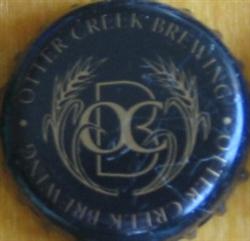 · OTTER CREEK BREWING ·
OTTER CREEK BREWING
OCB